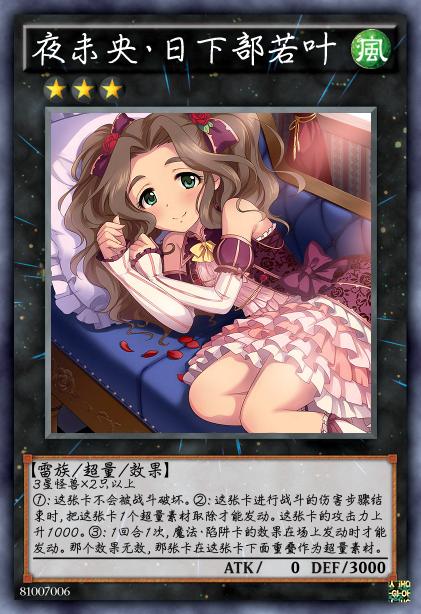 夜未央·日下部若叶
風
【雷族/超量/效果】
3星怪兽×2只以上
①：这张卡不会被战斗破坏。②：这张卡进行战斗的伤害步骤结
束时，把这张卡1个超量素材取除才能发动。这张卡的攻击力上
升1000。③：1回合1次，魔法·陷阱卡的效果在场上发动时才能
发动。那个效果无效，那张卡在这张卡下面重叠作为超量素材。
ATK/ 0 DEF/3000
81007006